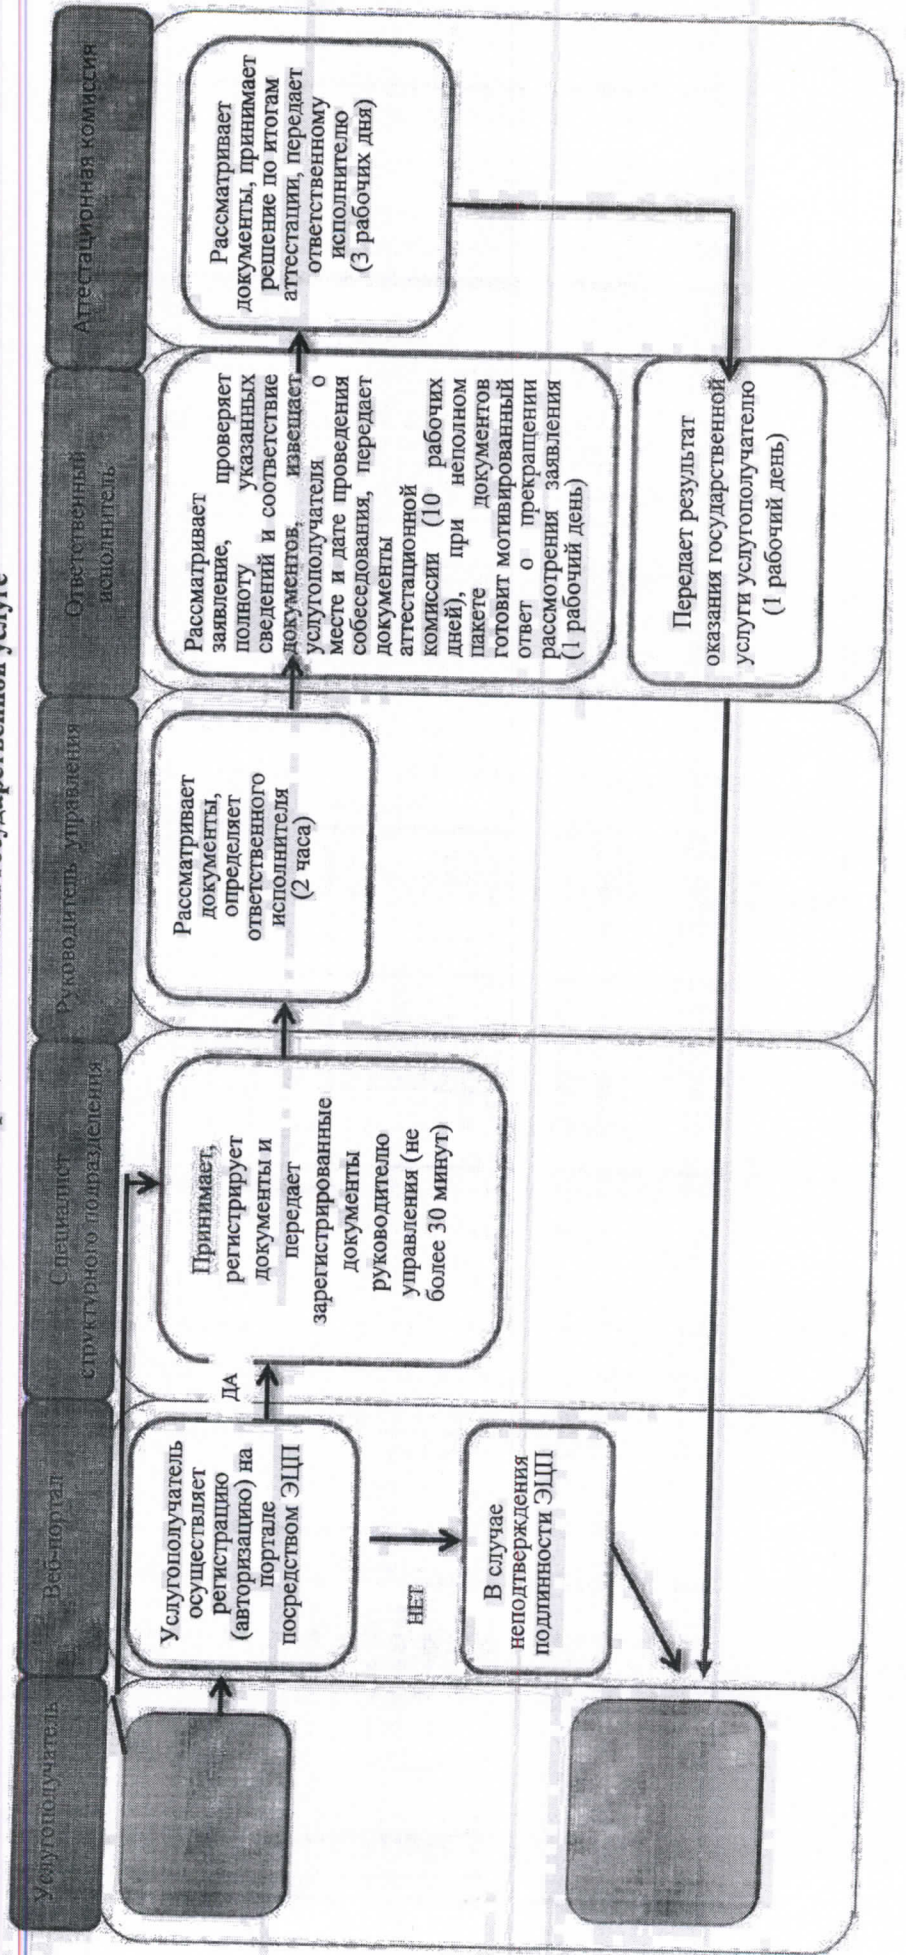 государственной услуге
Услугополучатель
Веб-портал
Специалист
структурного подразделения
Руководитель управления
Ответственный
исполнитель
Аттестационная комиссия
Услугополучатель
осуществляет
регистрацию
(авторизацию) на
портале
посредством ЭЦП
ДА
НЕТ
В случае
неподтверждения
подлинности ЭЦП
Принимает,
регистрирует
документы и
передает
зарегистрированные
документы
руководителю
управления (не
более 30 минут)
Рассматривает
документы,
определяет
ответственного
исполнителя
(2 часа)
Рассматривает
заявление, проверяет
полноту указанных
сведений и соответствие
документов, извещает
услугополучателя о
месте и дате проведения
собеседования, передает
документы
аттестационной
комиссии (10 рабочих
дней), при неполном
пакете документов
готовит мотивированный
ответ о прекращении
рассмотрения заявления
(1 рабочий день)
Рассматривает
документы, принимает
решение по итогам
аттестации, передает
ответственному
исполнителю
(3 рабочих дня)
Передает результат
оказания государственной
услуги услугополучателю
(1 рабочий день)